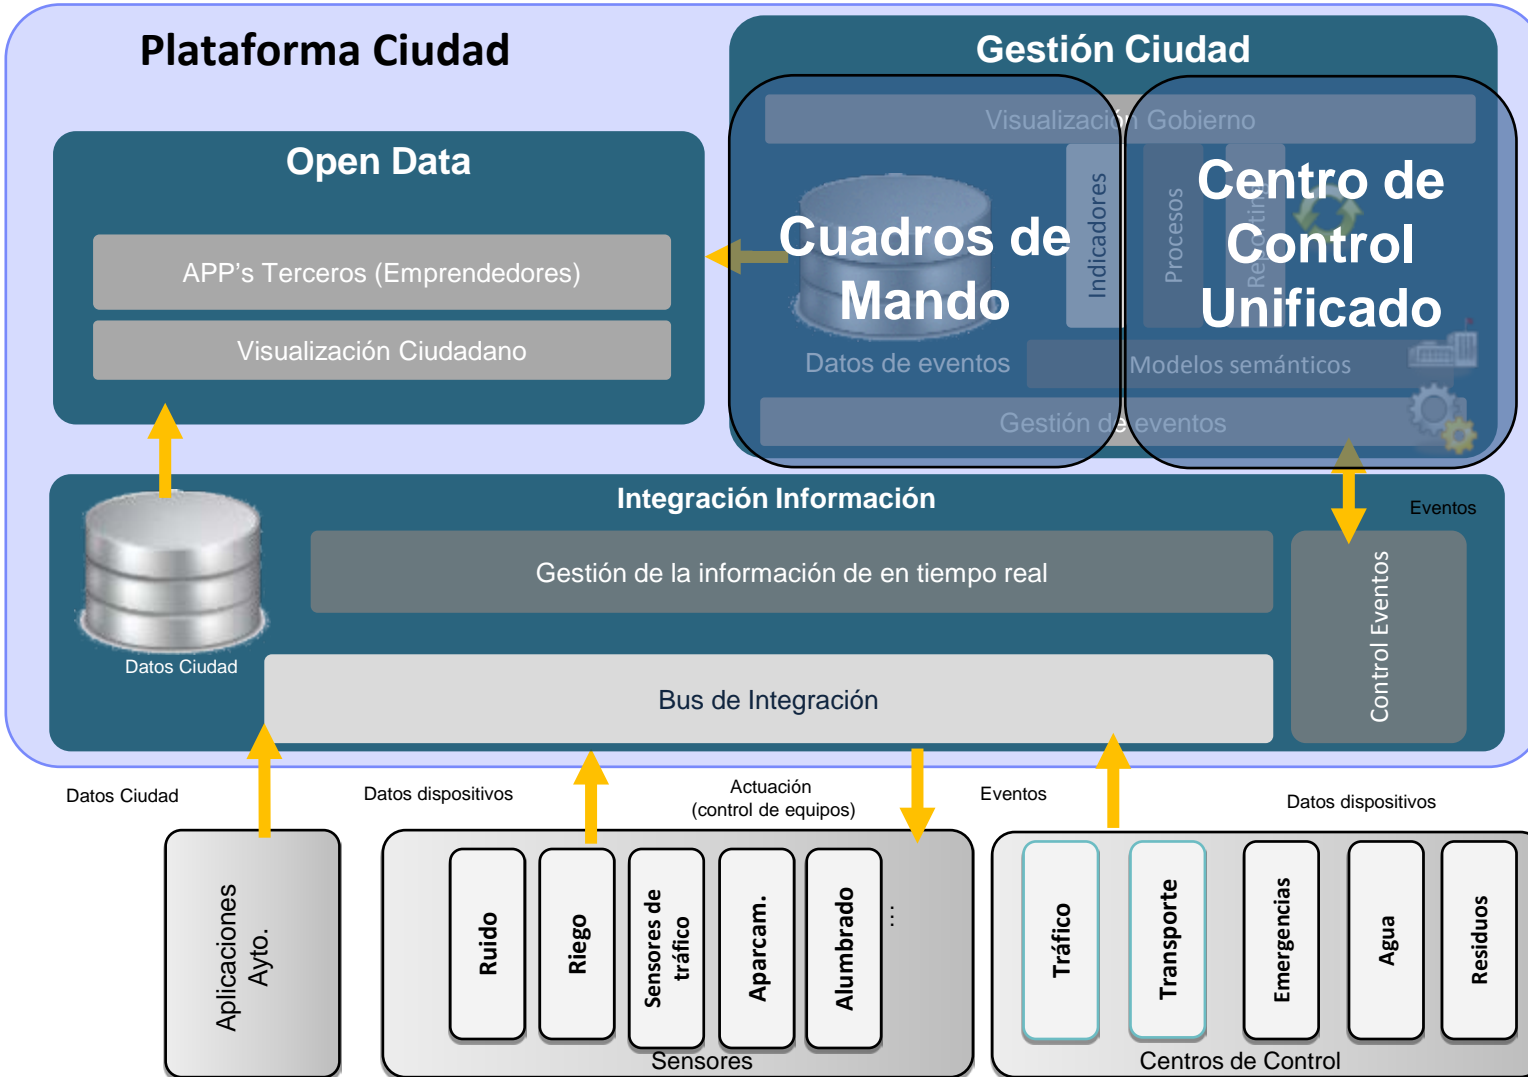 Plataforma Ciudad
Gestión Ciudad
Visualización Gobierno
Open Data
APP's Terceros (Emprendedores)
Visualización Ciudadano
Cuadros de
Mando
Centro de
Control
Unificado
Indicadores
Procesos
Reporting
Datos de eventos
Modelos semánticos
Gestión de eventos
Integración Información
Eventos
Gestión de la información de en tiempo real
Control Eventos
Datos Ciudad
Bus de Integración
Datos Ciudad
Datos dispositivos
Actuación
(control de equipos)
Eventos
Datos dispositivos
Aplicaciones
Ayto.
Ruido
Riego
Sensores de
tráfico
Aparcam.
Alumbrado
...
Sensores
Tráfico
Transporte
Emergencias
Agua
Residuos
Centros de Control